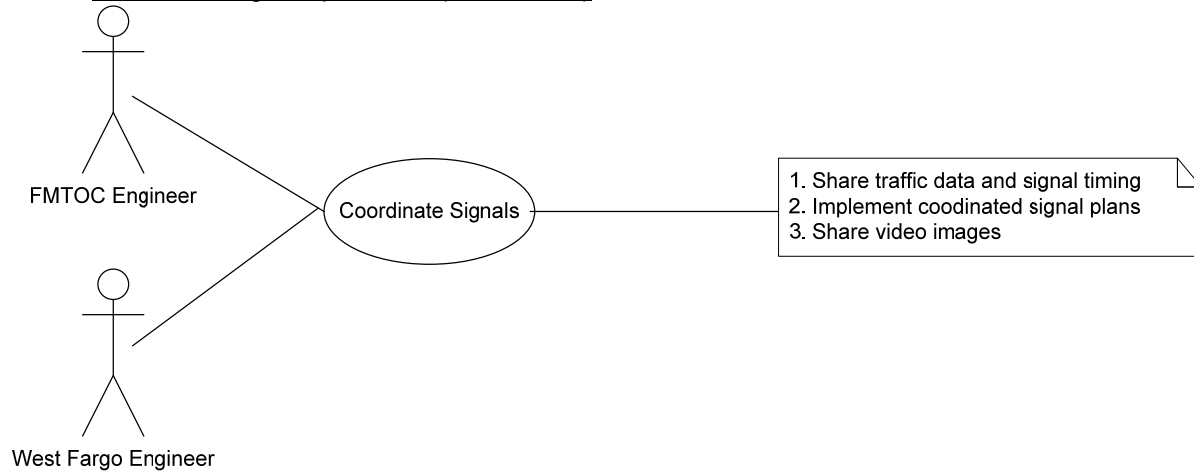 FMTOC Engineer
Coordinate Signals
1. Share traffic data and signal timing
2. Implement coodinated signal plans
3. Share video images
West Fargo Engineer